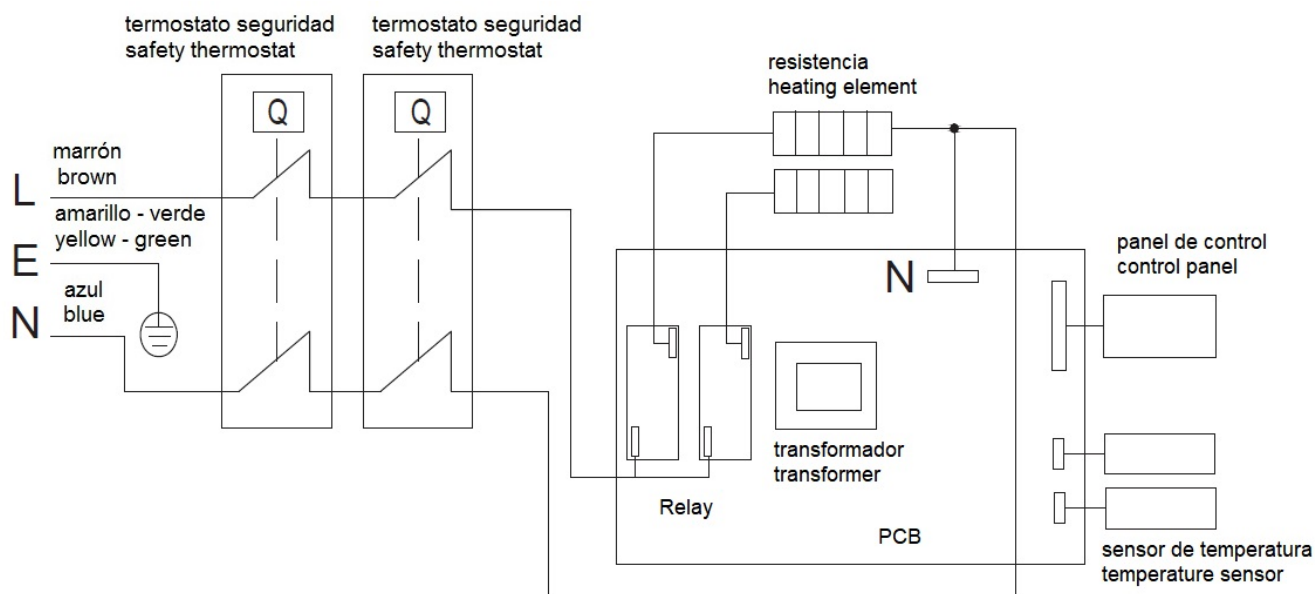 termostato seguridad
safety thermostat
termostato seguridad
safety thermostat
resistencia
heating element
Q
Q
marrón
brown
L
amarillo - verde
yellow - green
E
azul
blue
N
N
panel de control
control panel
transformador
transformer
Relay
PCB
sensor de temperatura
temperature sensor